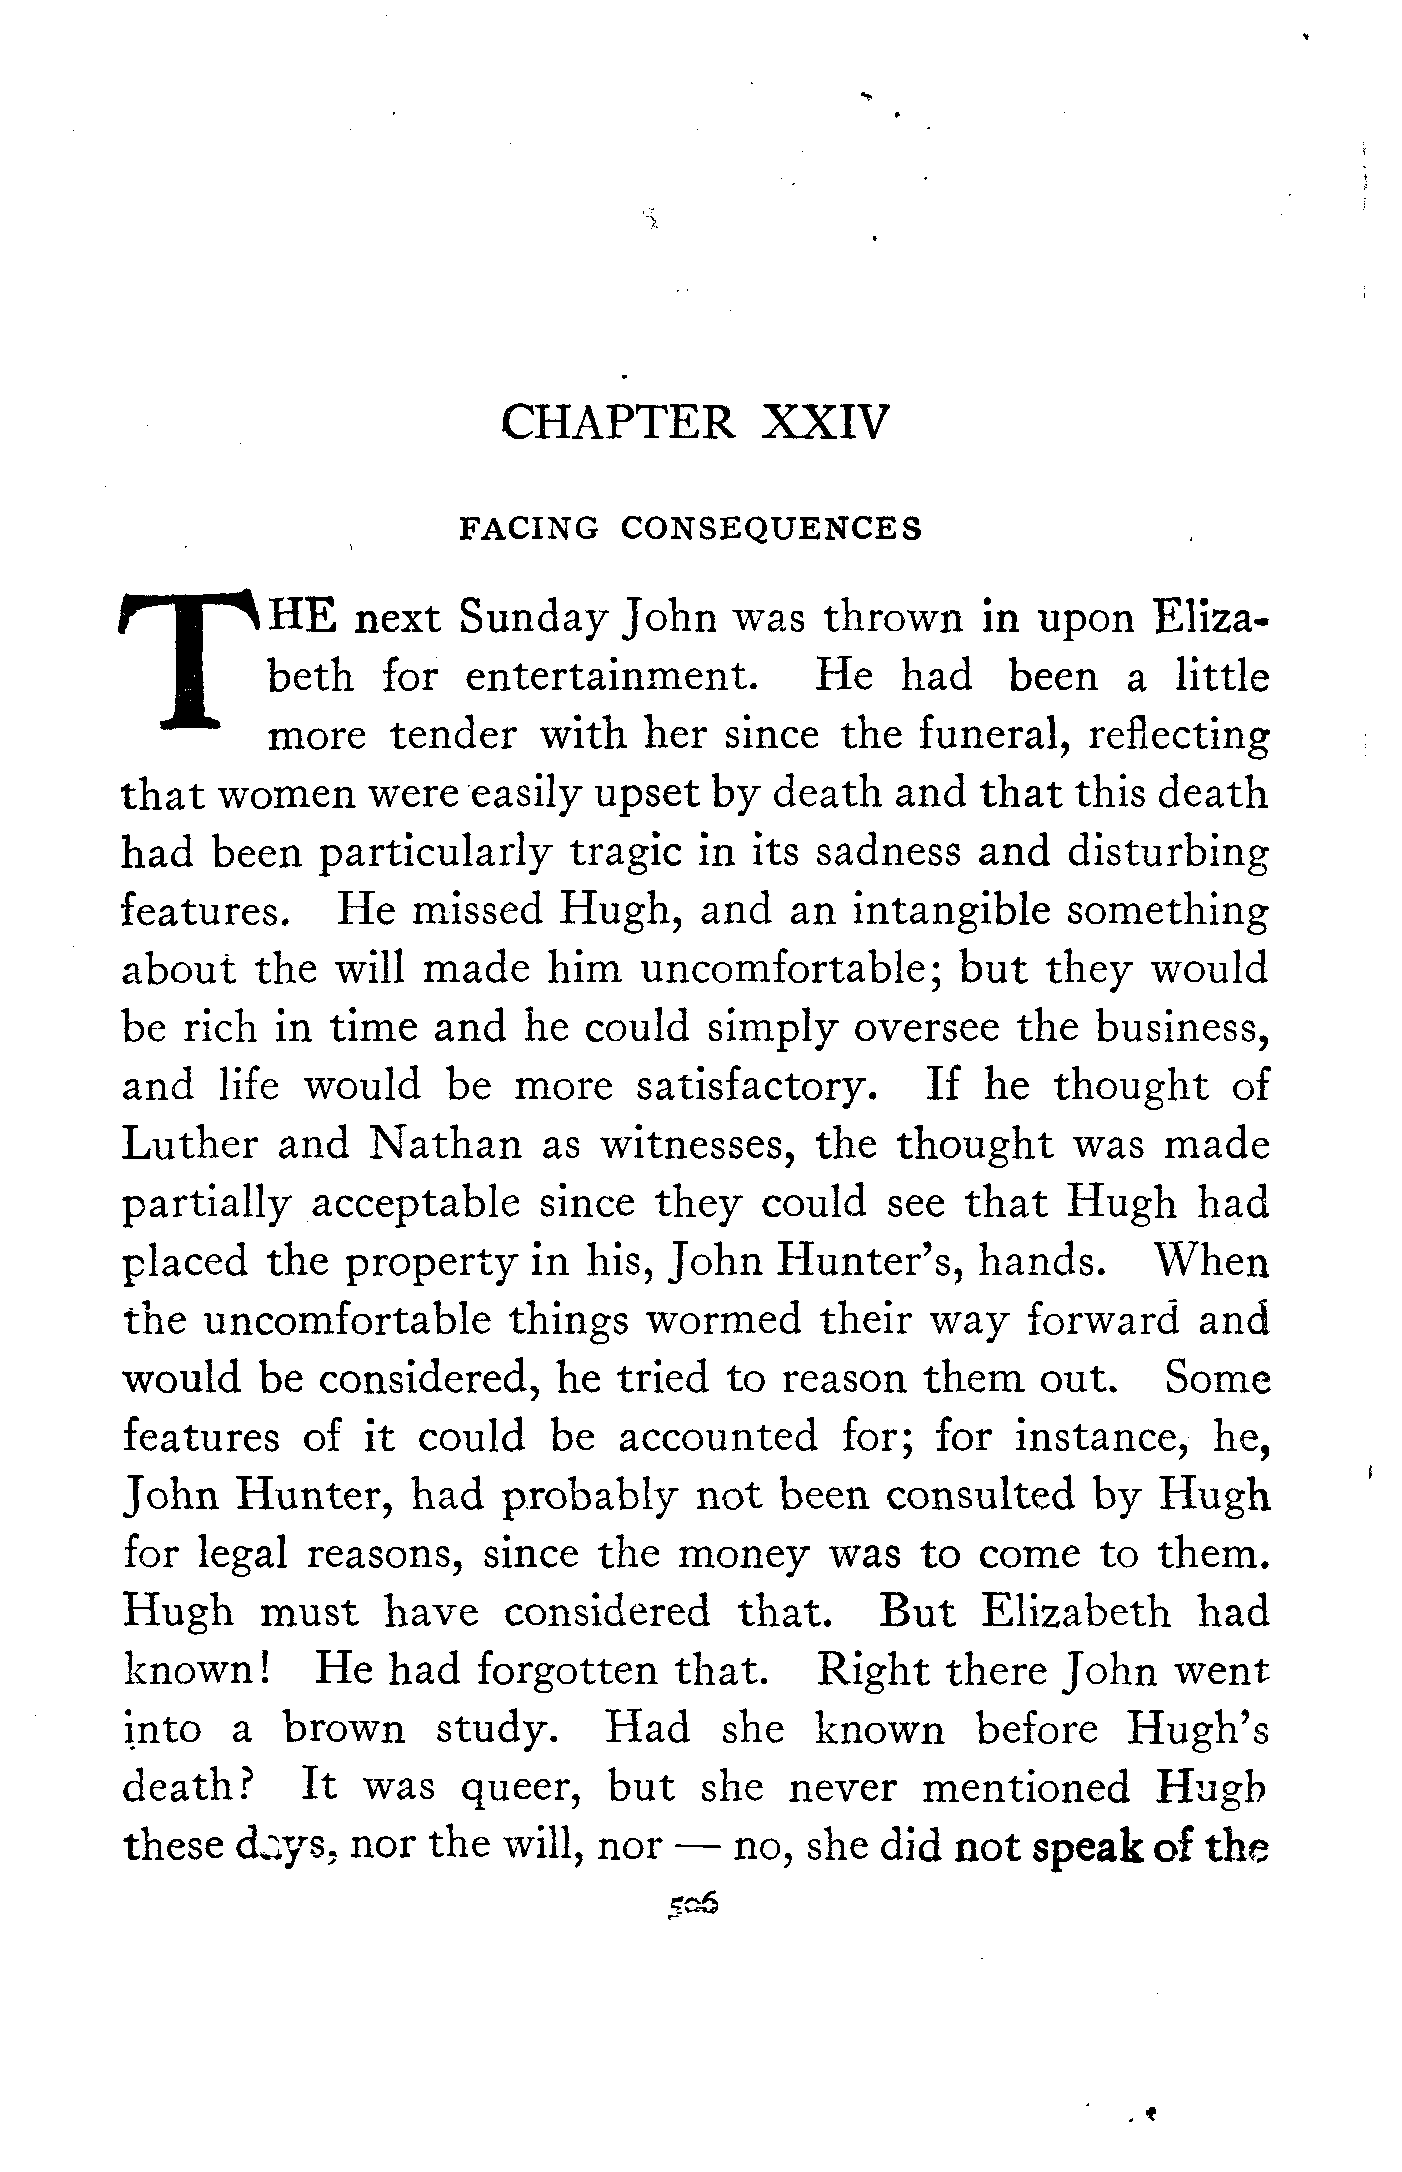 CHAPTER XXIV
FACING CONSEQUENCES
THE next Sunday John was thrown in upon Eliza-
beth for entertainment. He had been a little
more tender with her since the funeral, reflecting
that women were easily upset by death and that this death
had been particularly tragic in its sadness and disturbing
features. He missed Hugh, and an intangible something
about the will made him uncomfortable; but they would
be rich in time and he could simply oversee the business,
and life would be more satisfactory. If he thought of
Luther and Nathan as witnesses, the thought was made
partially acceptable since they could see that Hugh had
placed the property in his, John Hunter's, hands. When
the uncomfortable things wormed their way forward and
would be considered, he tried to reason them out. Some
features of it could be accounted for; for instance, he,
John Hunter, had probably not been consulted by Hugh
for legal reasons, since the money was to come to them.
Hugh must have considered that. But Elizabeth had
known! He had forgotten that. Right there John went
into a brown study. Had she known before Hugh's
death? It was queer, but she never mentioned Hugh
these days, nor the will, nor — no, she did not speak of the